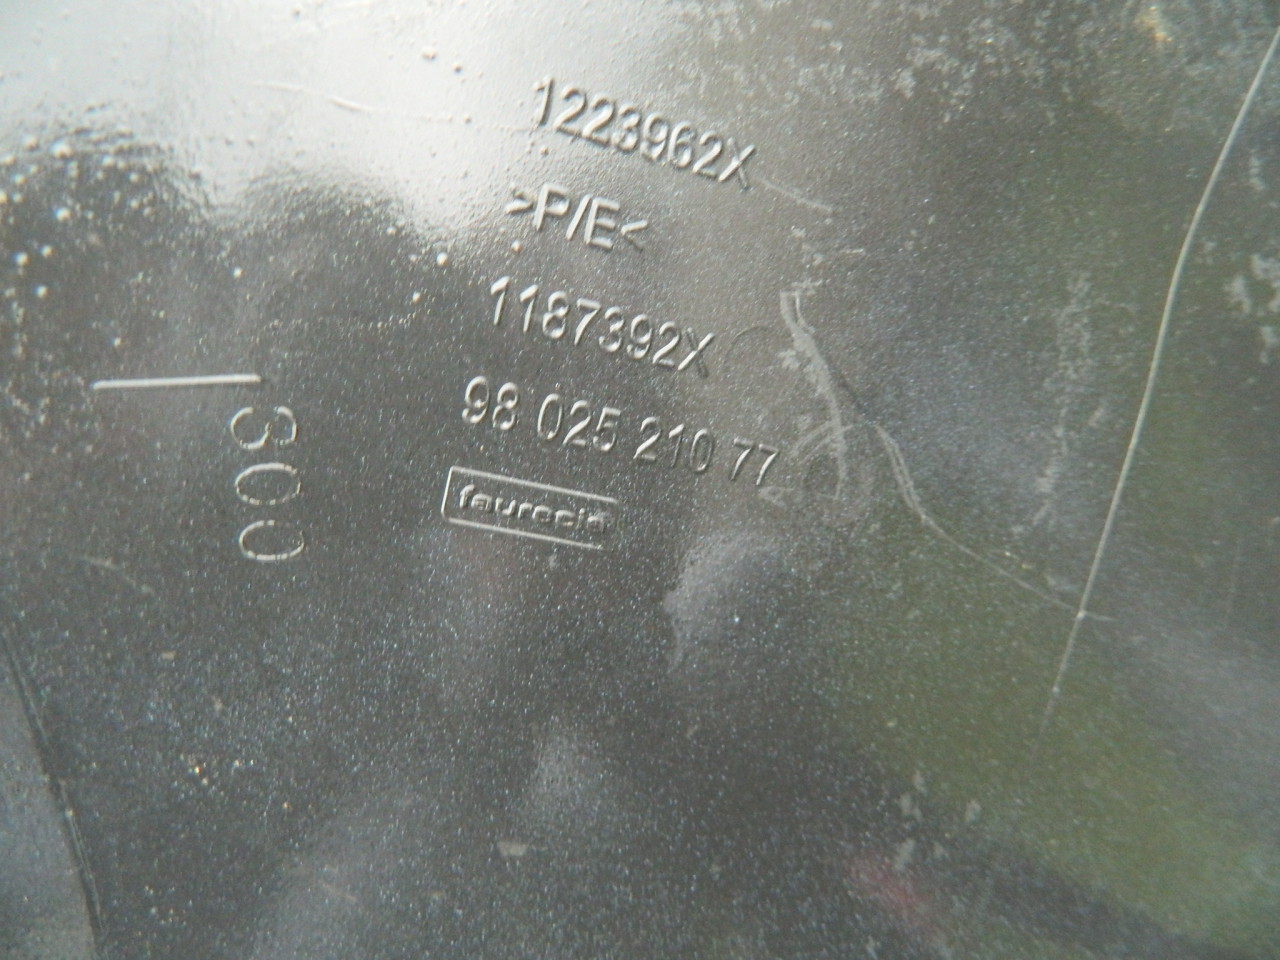 1223962X
>P/E<
1187392X
98 025 210 77
faurecia
300